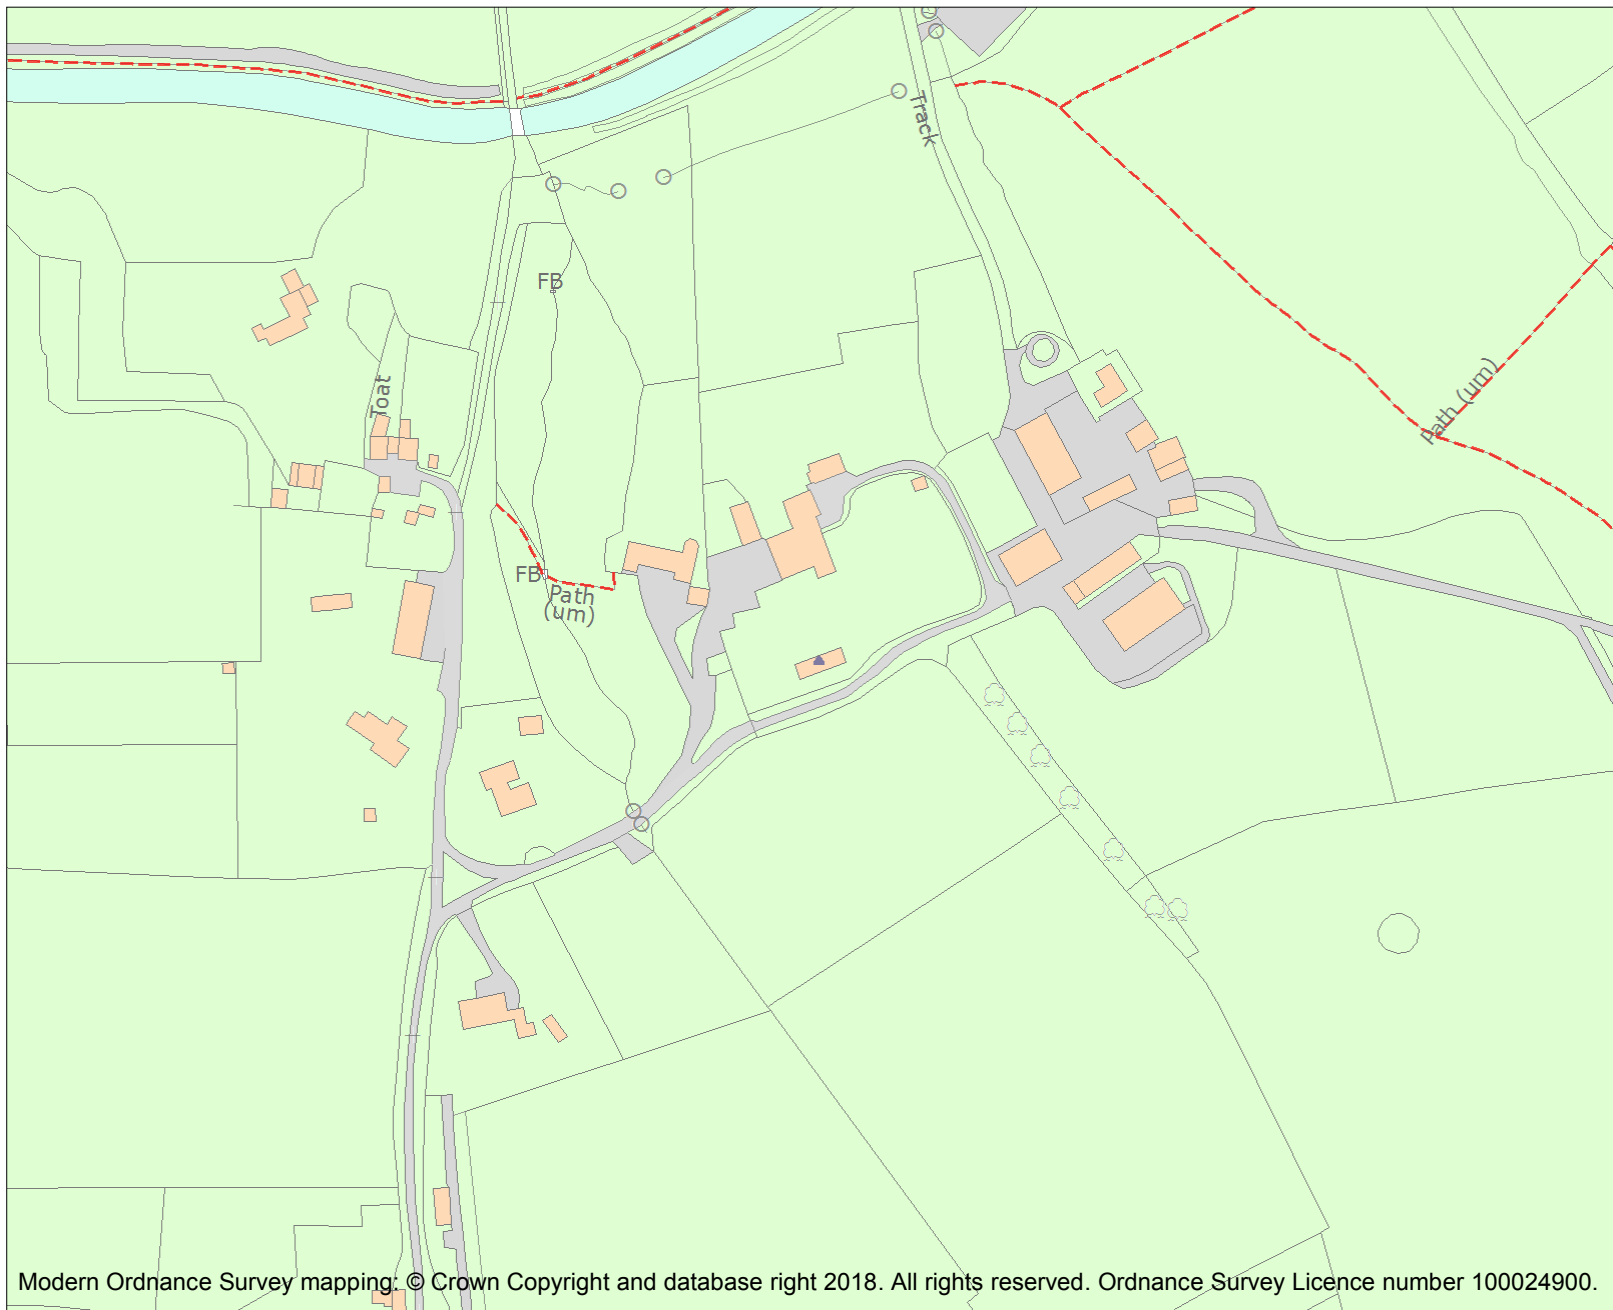 Track
FB
Toat
Path (um)
FB
Path
(um)
Modern Ordnance Survey mapping: © Crown Copyright and database right 2018. All rights reserved. Ordnance Survey Licence number 100024900.